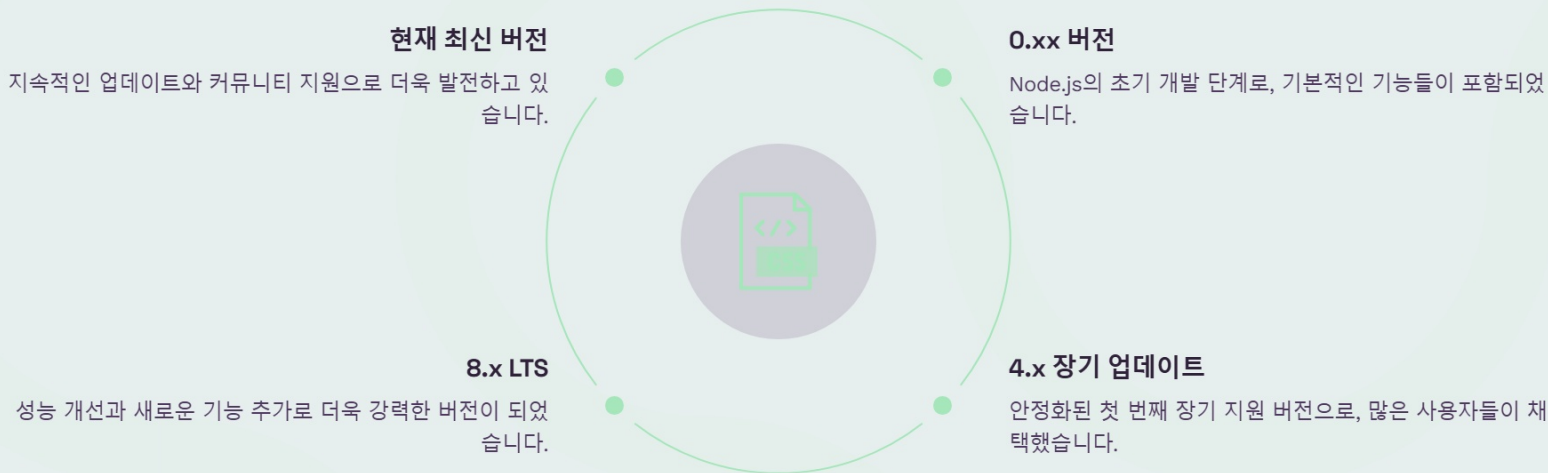 현재 최신 버전
지속적인 업데이트와 커뮤니티 지원으로 더욱 발전하고 있
습니다.
0.xx 버전
Node.js의 초기 개발 단계로, 기본적인 기능들이 포함되었
습니다.
</>
8.x LTS
성능 개선과 새로운 기능 추가로 더욱 강력한 버전이 되었
습니다.
4.x 장기 업데이트
안정화된 첫 번째 장기 지원 버전으로, 많은 사용자들이 채
택했습니다.